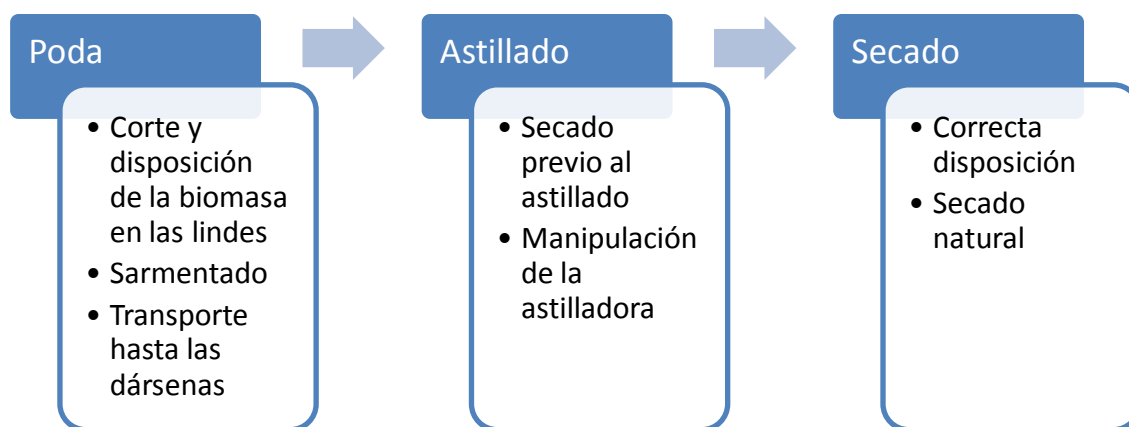 Poda
• Corte y
disposición
de la biomasa
en las lindes
• Sarmentado
• Transporte
hasta las
dársenas
Astillado
• Secado
previo al
astillado
• Manipulación
de la
astilladora
Secado
• Correcta
disposición
• Secado
natural